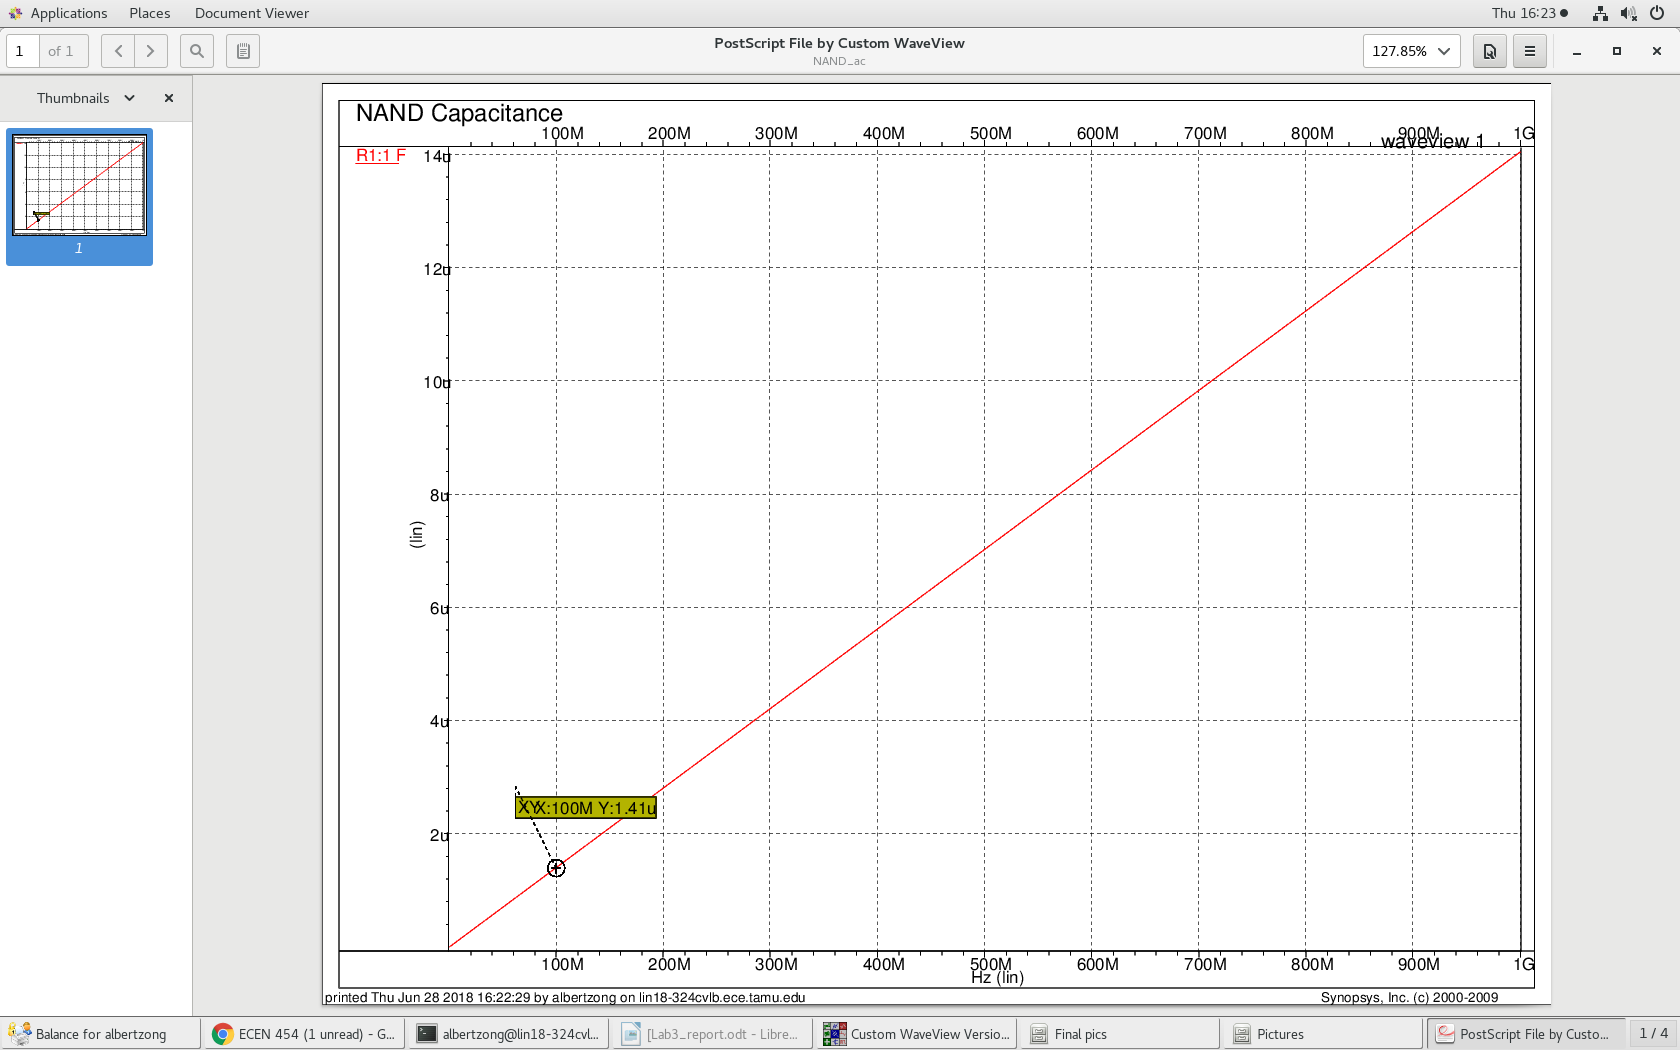 Applications Places Document Viewer Thu 16:23
1 of 1
PostScript File by Custom WaveView
NAND_ac
127.85%
Thumbnails
1
NAND Capacitance
100M 200M 300M 400M 500M 600M 700M 800M 900M 1G
waveview 1
R1:1 F
14u
12u
10u
8u
(lin)
6u
4u
XY X:100M Y:1.41u
2u
100M 200M 300M 400M 500M 600M 700M 800M 900M 1G
Hz (lin)
printed Thu Jun 28 2018 16:22:29 by albertzong on lin18-324cvlb.ece.tamu.edu
Synopsys, Inc. (c) 2000-2009
Balance for albertzong
ECEN 454 (1 unread) - G...
albertzong@lin18-324cvl...
[Lab3_report.odt - Libre...
Custom WaveView Versio...
Final pics
Pictures
PostScript File by Custo...
1 / 4